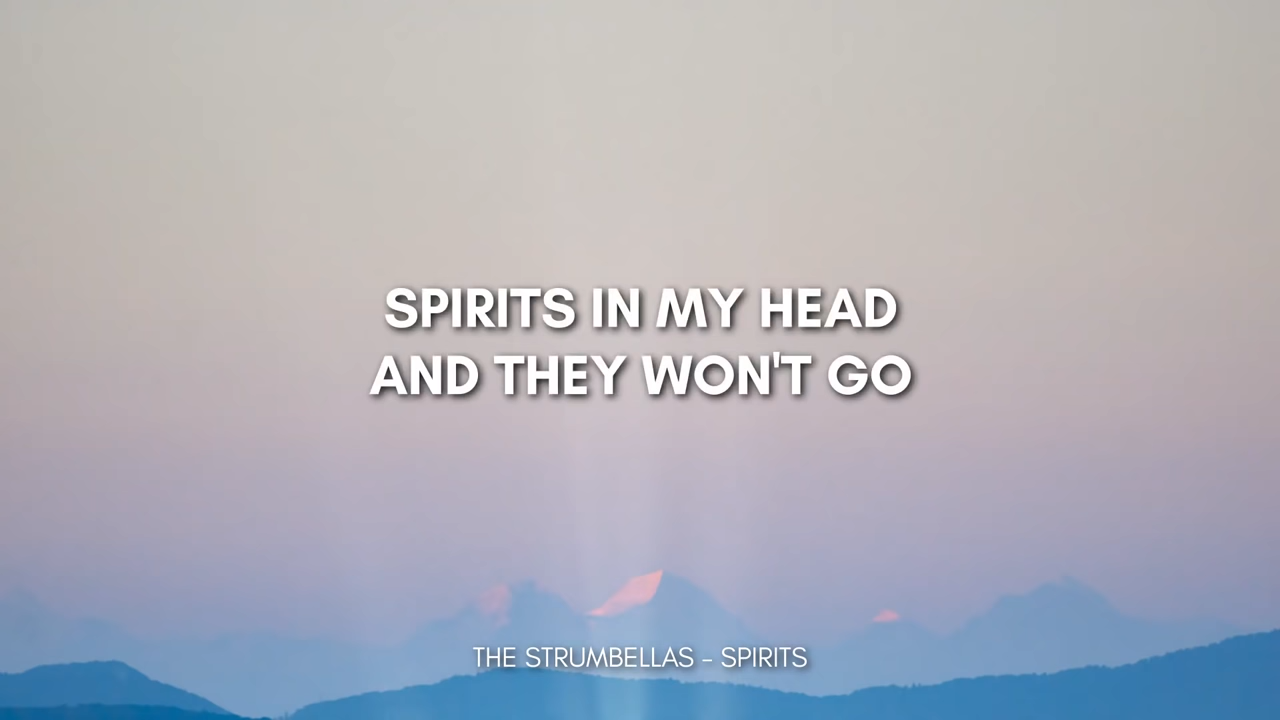 SPIRITS IN MY HEAD
AND THEY WON'T GO
THE STRUMBELLAS – SPIRITS